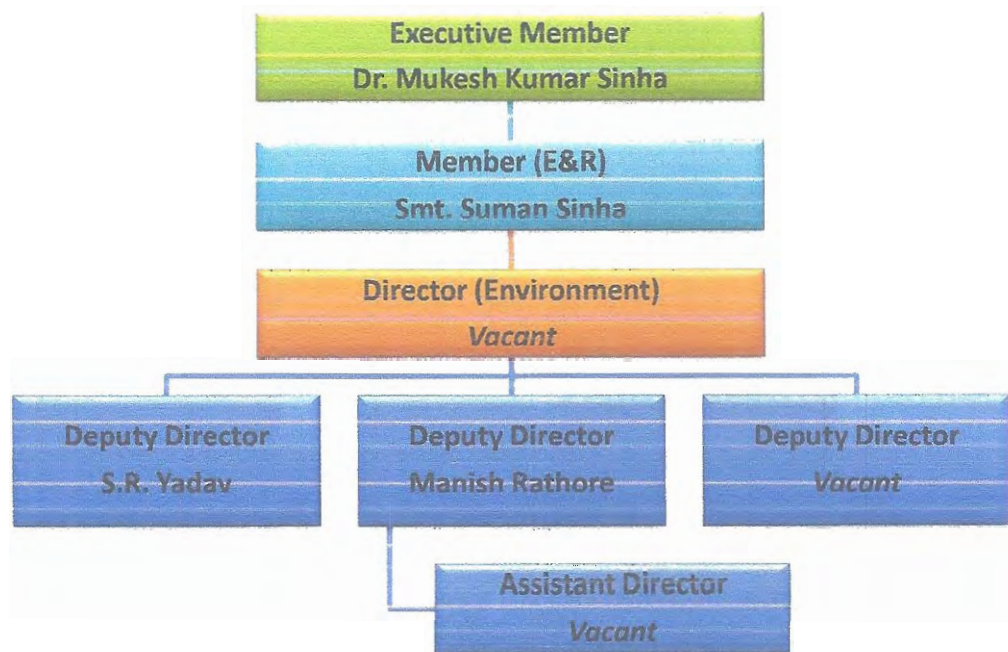 Executive Member
Dr. Mukesh Kumar Sinha
Member (E&R)
Smt. Suman Sinha
Director (Environment)
Vacant
Deputy Director
S.R. Yadav
Deputy Director
Manish Rathore
Deputy Director
Vacant
Assistant Director
Vacant